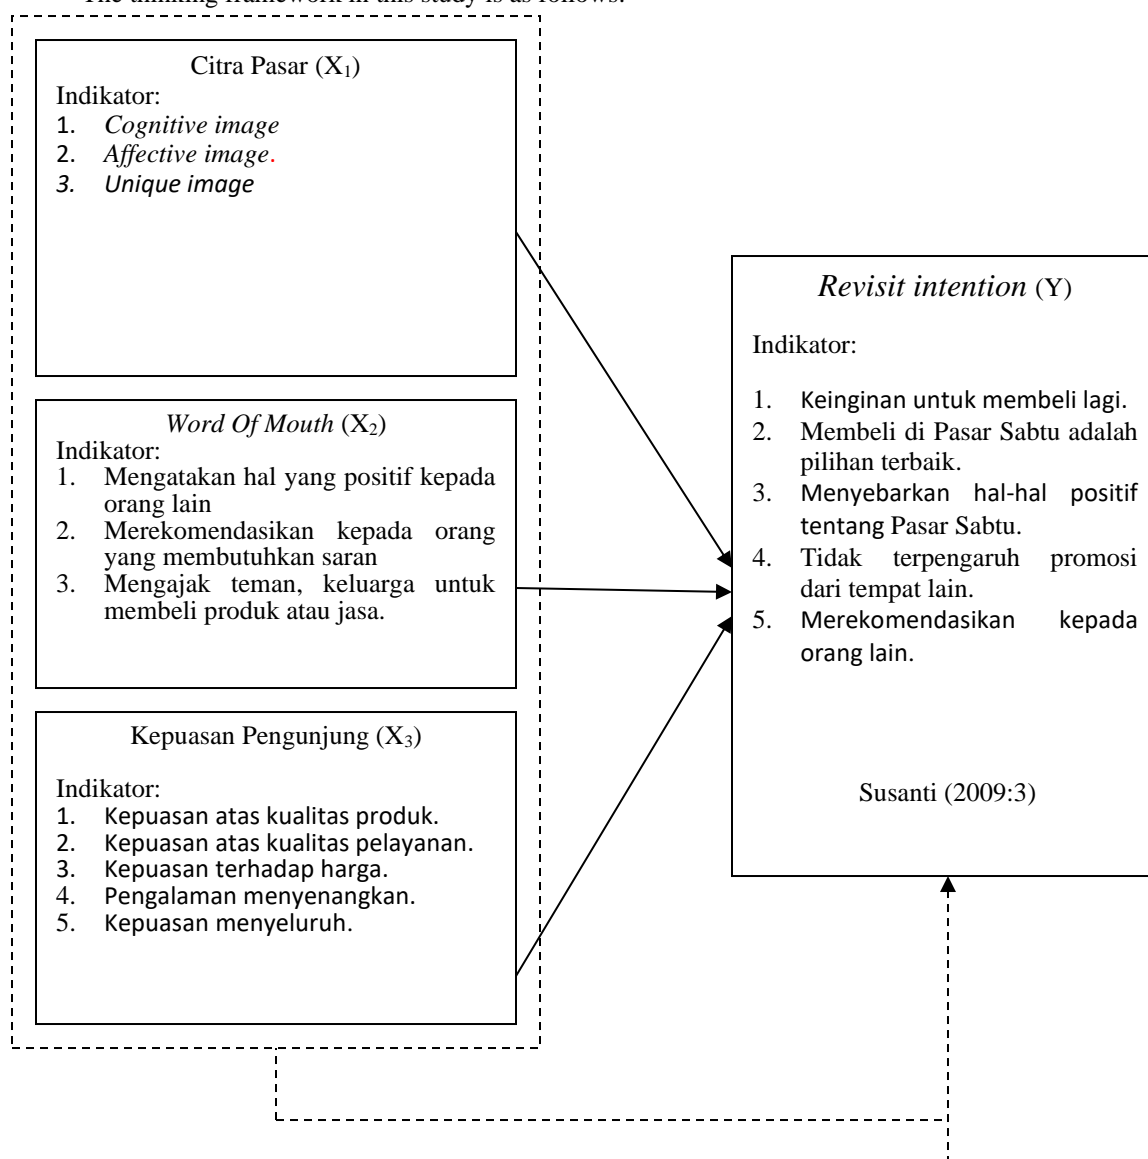 The thinking framework in this study is as follows:
Citra Pasar (X₁)
Indikator:
1. Cognitive image
2. Affective image.
3. Unique image
Word Of Mouth (X₂)
Indikator:
1. Mengatakan hal yang positif kepada
orang lain
2. Merekomendasikan kepada orang
yang membutuhkan saran
3. Mengajak teman, keluarga untuk
membeli produk atau jasa.
Kepuasan Pengunjung (X₃)
Indikator:
1. Kepuasan atas kualitas produk.
2. Kepuasan atas kualitas pelayanan.
3. Kepuasan terhadap harga.
4. Pengalaman menyenangkan.
5. Kepuasan menyeluruh.
Revisit intention (Y)
Indikator:
1. Keinginan untuk membeli lagi.
2. Membeli di Pasar Sabtu adalah
pilihan terbaik.
3. Menyebarkan hal-hal positif
tentang Pasar Sabtu.
4. Tidak terpengaruh promosi
dari tempat lain.
5. Merekomendasikan kepada
orang lain.
Susanti (2009:3)